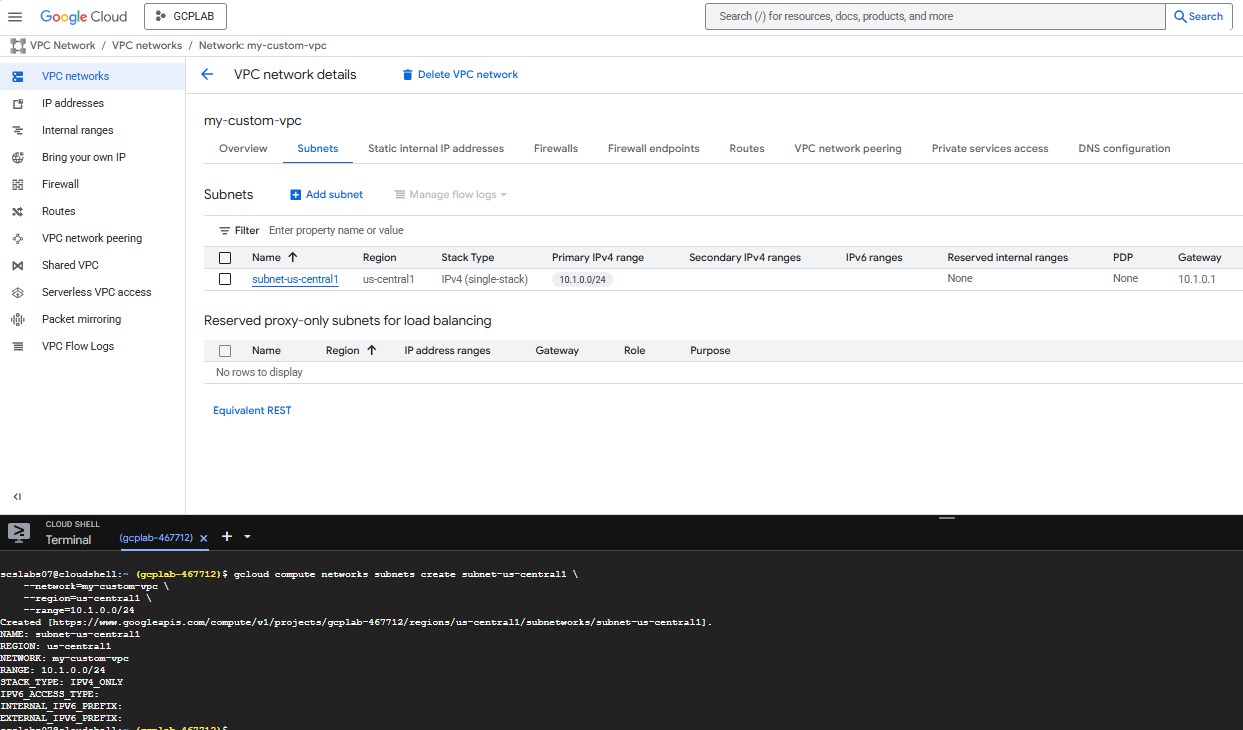 Google Cloud GCPLAB Search (/) for resources, docs, products, and more Search
VPC Network / VPC networks / Network: my-custom-vpc
VPC networks
IP addresses
Internal ranges
Bring your own IP
Firewall
Routes
VPC network peering
Shared VPC
Serverless VPC access
Packet mirroring
VPC Flow Logs
VPC network details Delete VPC network
my-custom-vpc
Overview Subnets Static internal IP addresses Firewalls Firewall endpoints Routes VPC network peering Private services access DNS configuration
Subnets Add subnet Manage flow logs
Filter Enter property name or value
Name Region Stack Type Primary IPv4 range Secondary IPv4 ranges IPv6 ranges Reserved internal ranges PDP Gateway
subnet-us-central1 us-central1 IPv4 (single-stack) 10.1.0.0/24 None None 10.1.0.1
Reserved proxy-only subnets for load balancing
Name Region IP address ranges Gateway Role Purpose
No rows to display
Equivalent REST
CLOUD SHELL
Terminal (gcplab-467712)
scslabs07@cloudshell:~ (gcplab-467712)$ gcloud compute networks subnets create subnet-us-central1 \
--network=my-custom-vpc \
--region=us-central1 \
--range=10.1.0.0/24
Created [https://www.googleapis.com/compute/v1/projects/gcplab-467712/regions/us-central1/subnetworks/subnet-us-central1].
NAME: subnet-us-central1
REGION: us-central1
NETWORK: my-custom-vpc
RANGE: 10.1.0.0/24
STACK_TYPE: IPV4_ONLY
IPV6_ACCESS_TYPE:
INTERNAL_IPV6_PREFIX:
EXTERNAL_IPV6_PREFIX:
scslabs07@cloudshell:~ (gcplab-467712)$